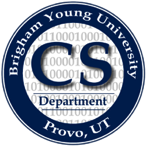 Brigham Young University
CS
Department
Provo, UT